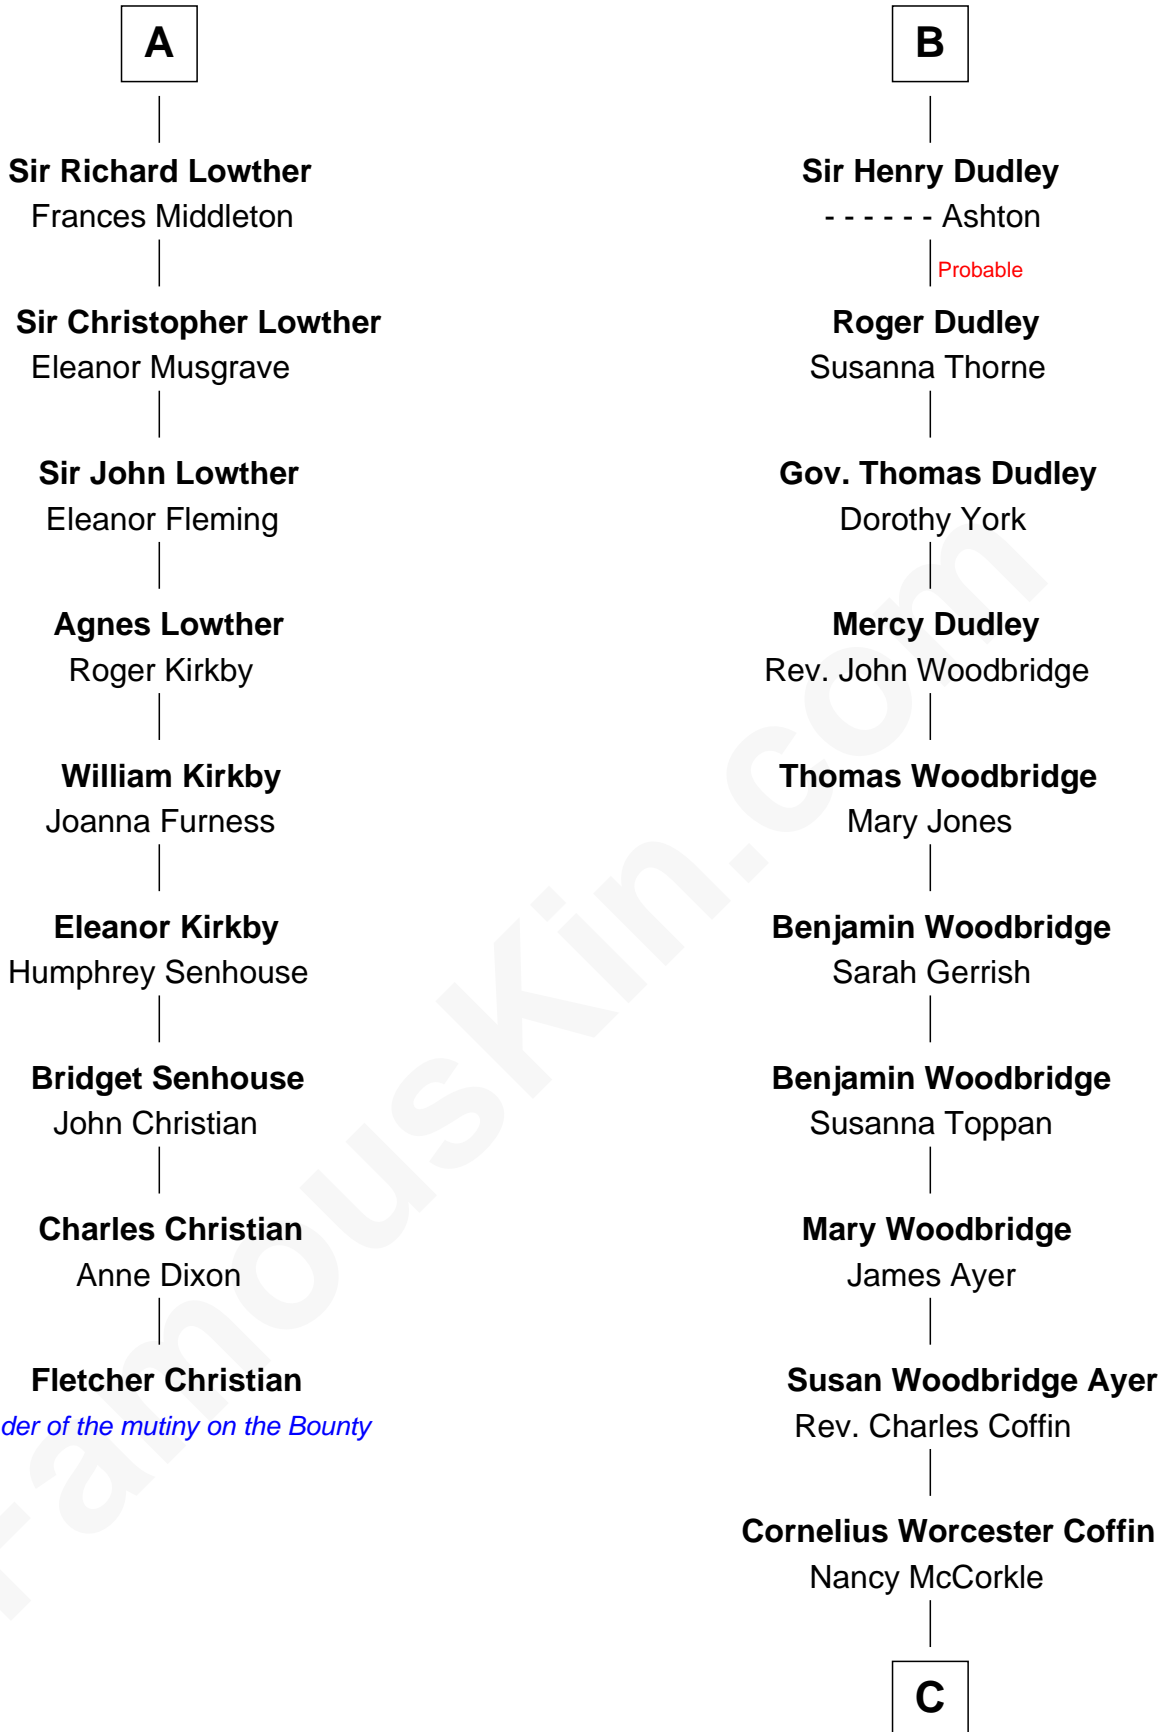 A
Sir Richard Lowther
Frances Middleton
Sir Christopher Lowther
Eleanor Musgrave
Sir John Lowther
Eleanor Fleming
Agnes Lowther
Roger Kirkby
William Kirkby
Joanna Furness
Eleanor Kirkby
Humphrey Senhouse
Bridget Senhouse
John Christian
Charles Christian
Anne Dixon
Fletcher Christian
der of the mutiny on the Bounty
B
Sir Henry Dudley
- - - - - - Ashton
Probable
Roger Dudley
Susanna Thorne
Gov. Thomas Dudley
Dorothy York
Mercy Dudley
Rev. John Woodbridge
Thomas Woodbridge
Mary Jones
Benjamin Woodbridge
Sarah Gerrish
Benjamin Woodbridge
Susanna Toppan
Mary Woodbridge
James Ayer
Susan Woodbridge Ayer
Rev. Charles Coffin
Cornelius Worcester Coffin
Nancy McCorkle
C
FamousKin.com